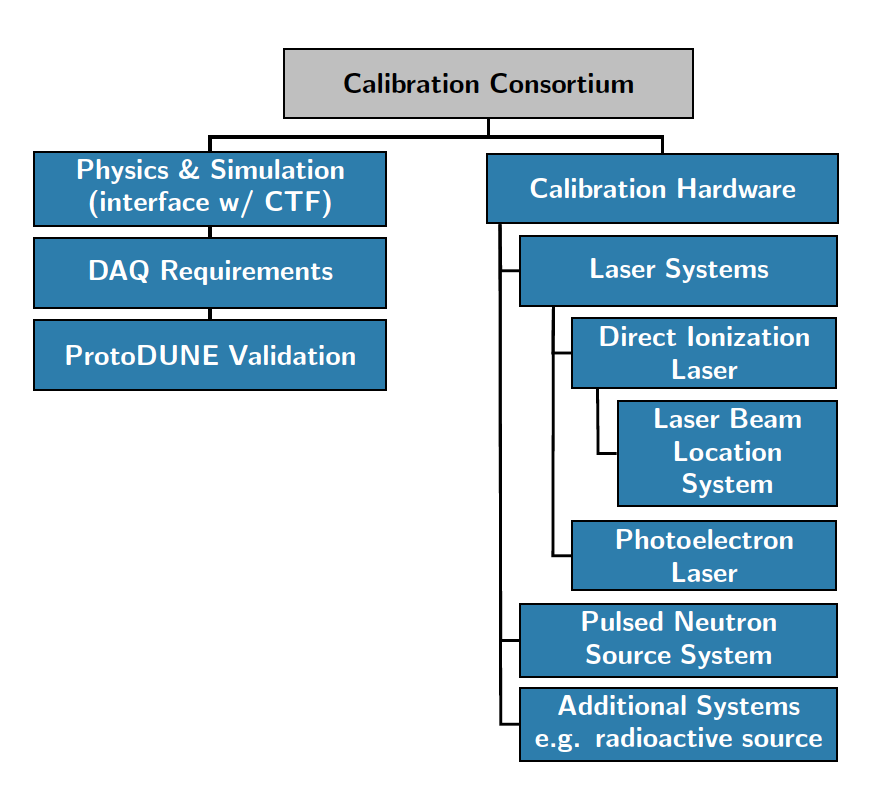 Calibration Consortium
Physics & Simulation
(interface w/ CTF)
DAQ Requirements
ProtoDUNE Validation
Calibration Hardware
Laser Systems
Direct Ionization
Laser
Laser Beam
Location
System
Photoelectron
Laser
Pulsed Neutron
Source System
Additional Systems
e.g. radioactive source